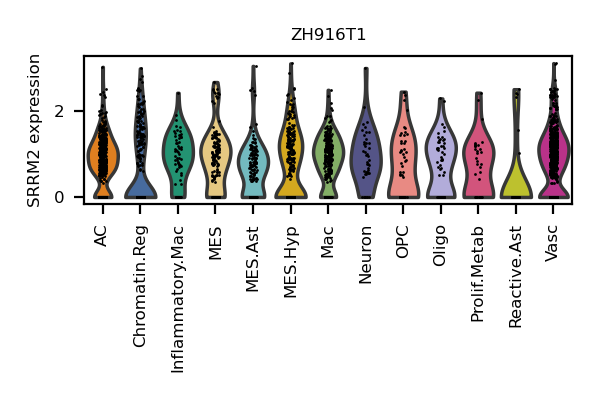 ZH916T1
SRRM2 expression
2
0
AC
Chromatin.Reg
Inflammatory.Mac
MES
MES.Ast
MES.Hyp
Mac
Neuron
OPC
Oligo
Prolif.Metab
Reactive.Ast
Vasc